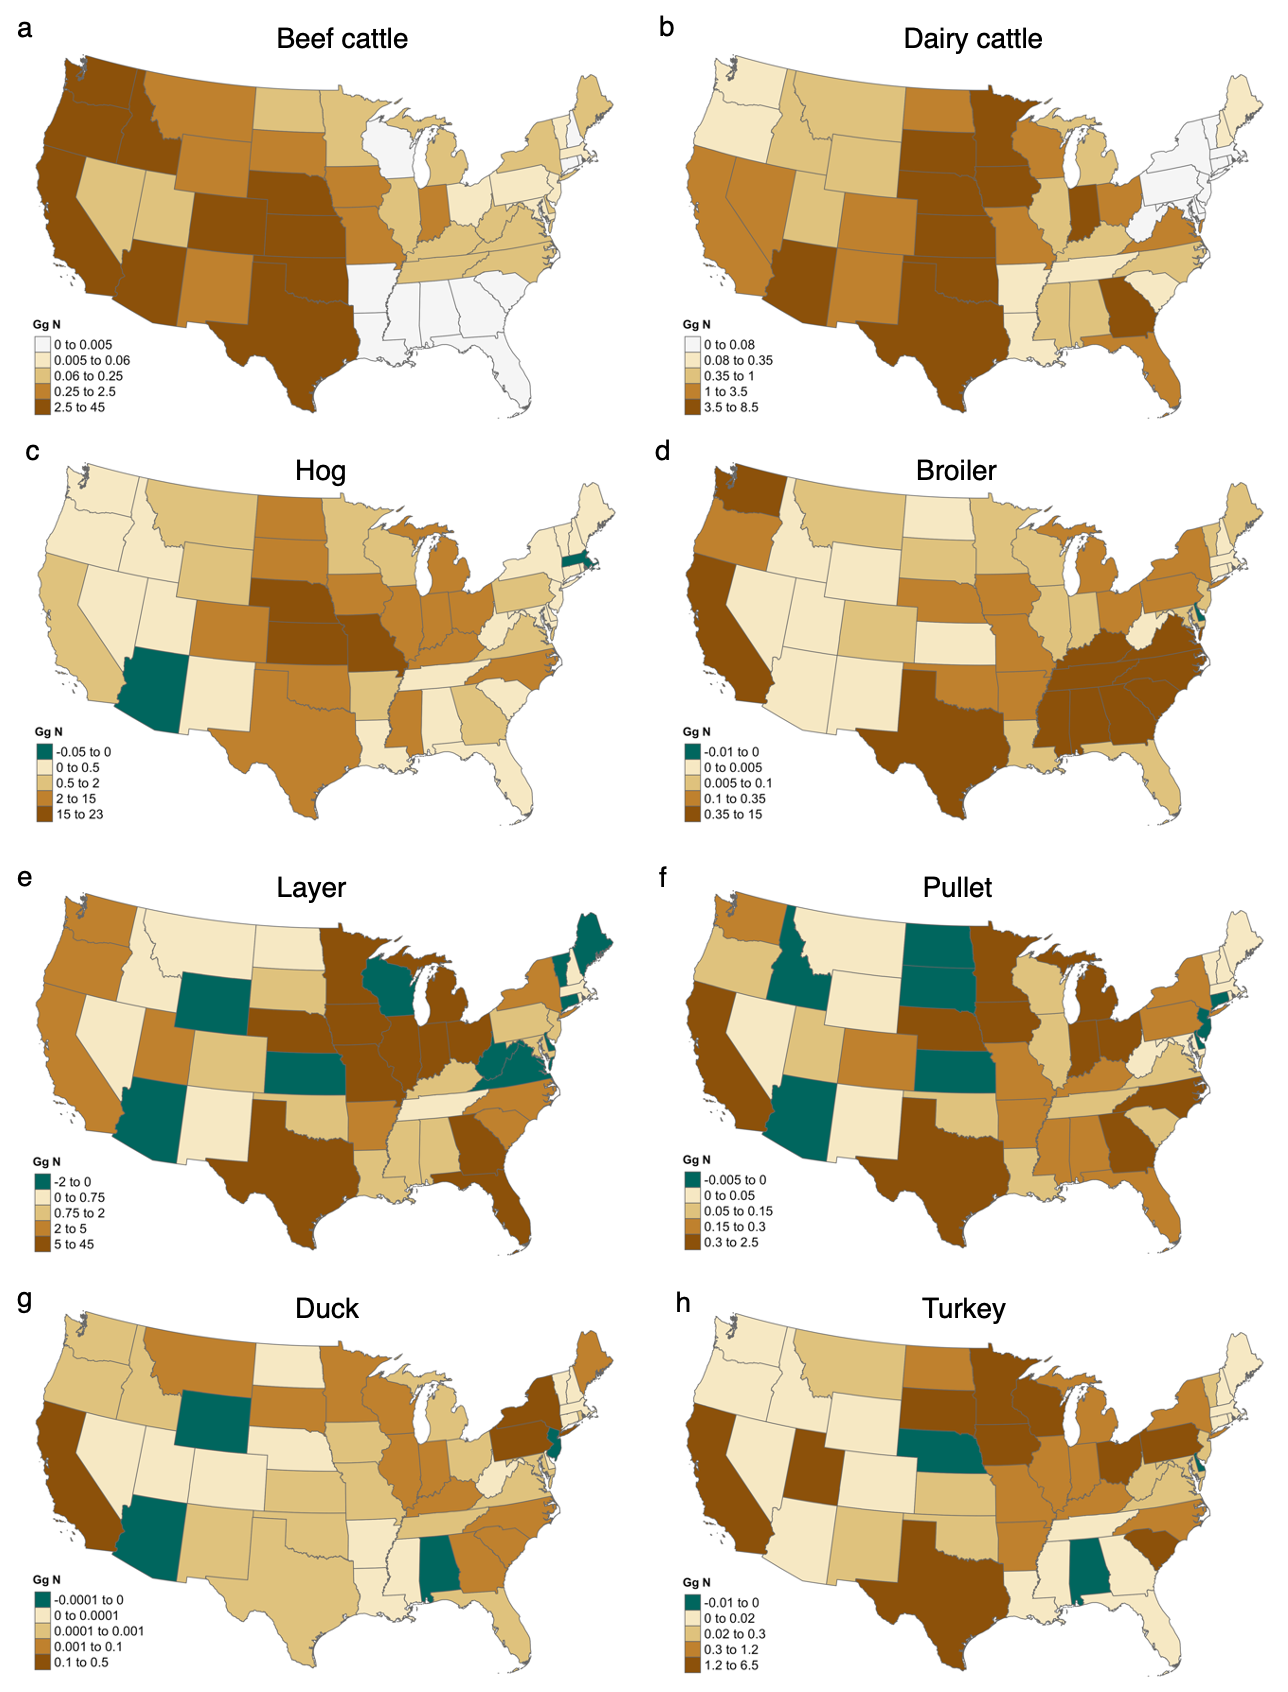 a
Beef cattle
Gg N
0 to 0.005
0.005 to 0.06
0.06 to 0.25
0.25 to 2.5
2.5 to 45
b
Dairy cattle
Gg N
0 to 0.08
0.08 to 0.35
0.35 to 1
1 to 3.5
3.5 to 8.5
c
Hog
Gg N
-0.05 to 0
0 to 0.5
0.5 to 2
2 to 15
15 to 23
d
Broiler
Gg N
-0.01 to 0
0 to 0.005
0.005 to 0.1
0.1 to 0.35
0.35 to 15
e
Layer
Gg N
-2 to 0
0 to 0.75
0.75 to 2
2 to 5
5 to 45
f
Pullet
Gg N
-0.005 to 0
0 to 0.05
0.05 to 0.15
0.15 to 0.3
0.3 to 2.5
g
Duck
Gg N
-0.0001 to 0
0 to 0.0001
0.0001 to 0.001
0.001 to 0.1
0.1 to 0.5
h
Turkey
Gg N
-0.01 to 0
0 to 0.02
0.02 to 0.3
0.3 to 1.2
1.2 to 6.5